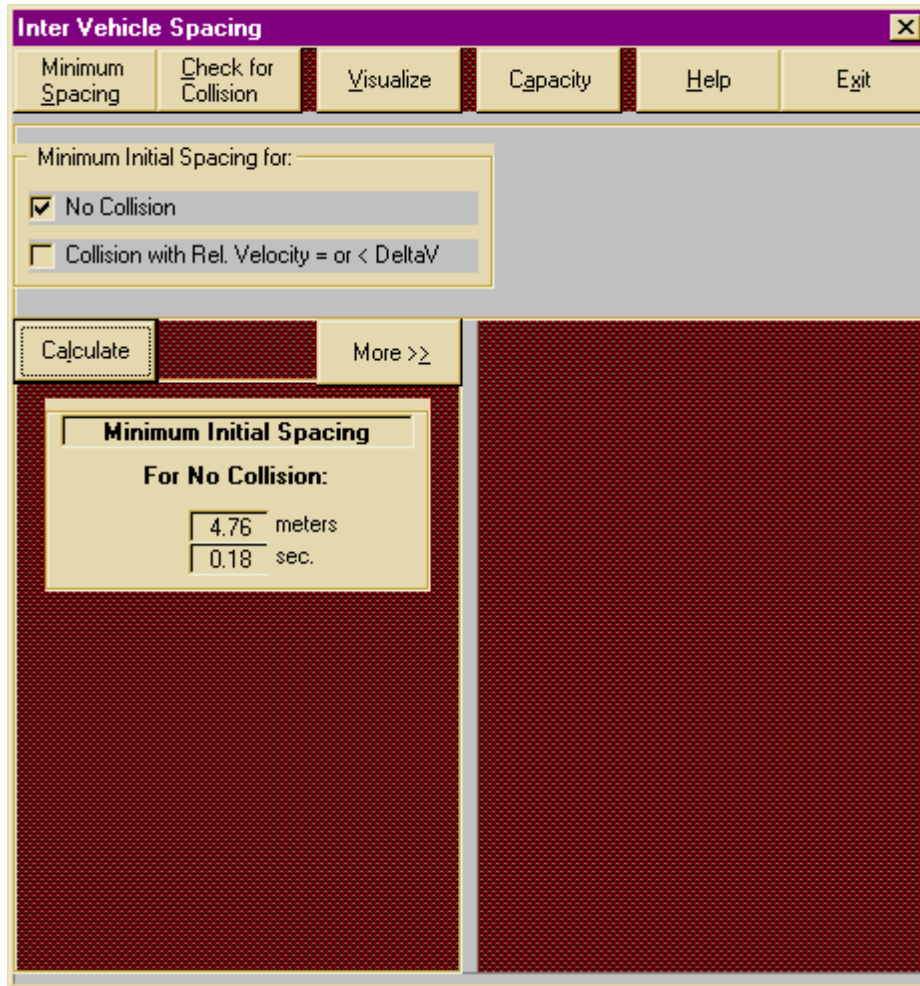 Inter Vehicle Spacing
Minimum Spacing
Check for Collision
Visualize
Capacity
Help
Exit
Minimum Initial Spacing for:
No Collision
Collision with Rel. Velocity = or < DeltaV
Calculate
More >>
Minimum Initial Spacing
For No Collision:
4.76 meters
0.18 sec.